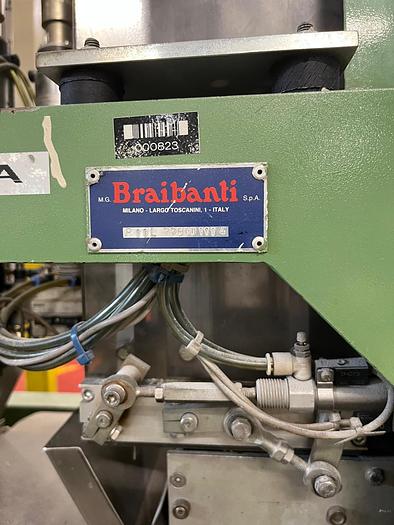 000823
A
M.G. Braibanti S.p.A.
MILANO - LARGO TOSCANINI, 1 - ITALY